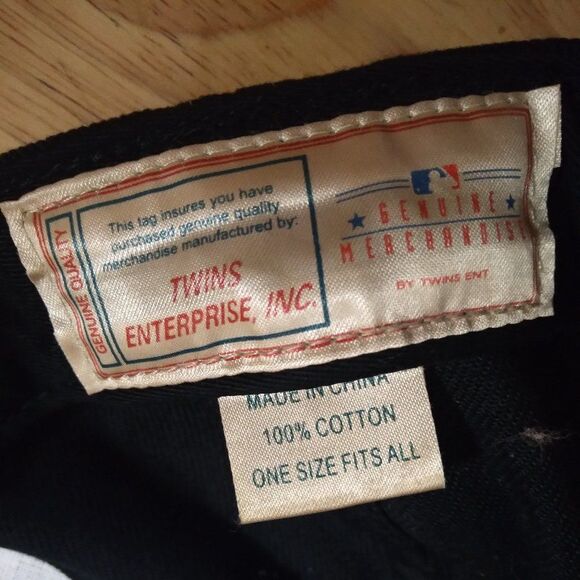 GENUINE QUALITY
This tag insures you have
purchased genuine quality
merchandise manufactured by:
TWINS
ENTERPRISE, INC.
GENUINE
MERCHANDISE
BY TWINS ENT
MADE IN CHINA
100% COTTON
ONE SIZE FITS ALL